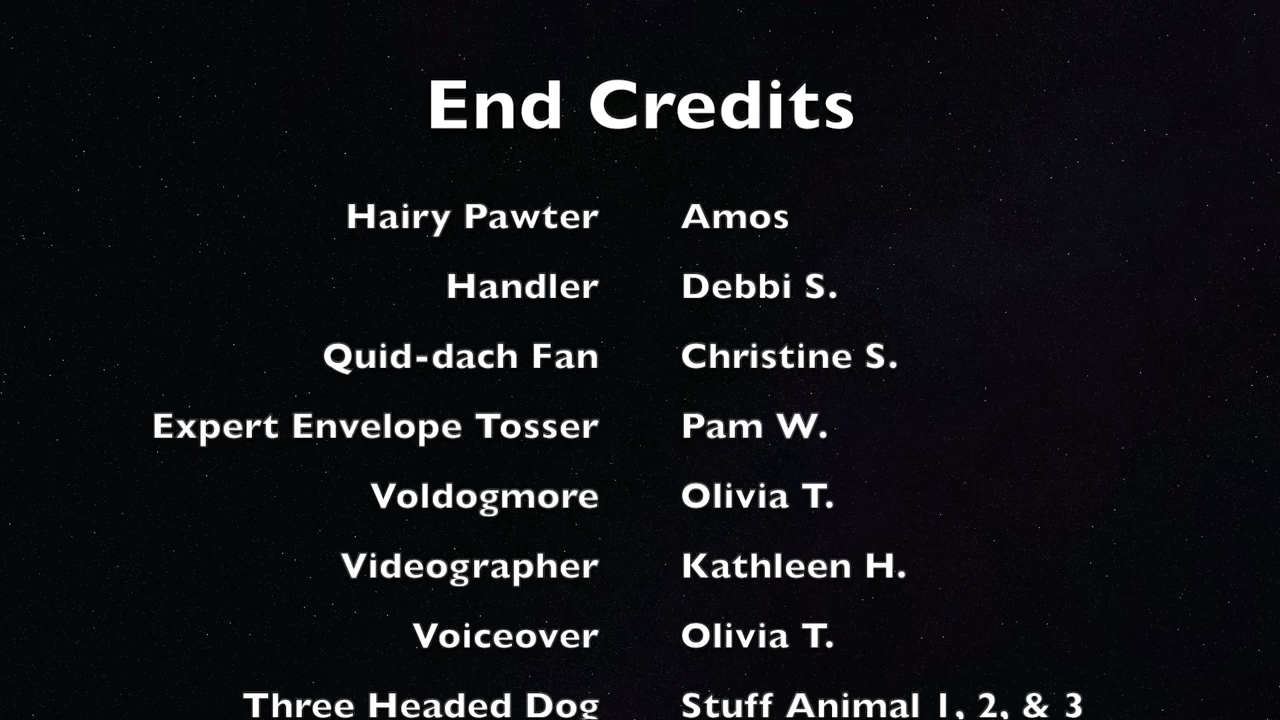 End Credits
Hairy Pawter Amos
Handler Debbi S.
Quid-dach Fan Christine S.
Expert Envelope Tosser Pam W.
Voldogmore Olivia T.
Videographer Kathleen H.
Voiceover Olivia T.
Three Headed Dog Stuff Animal 1, 2, & 3